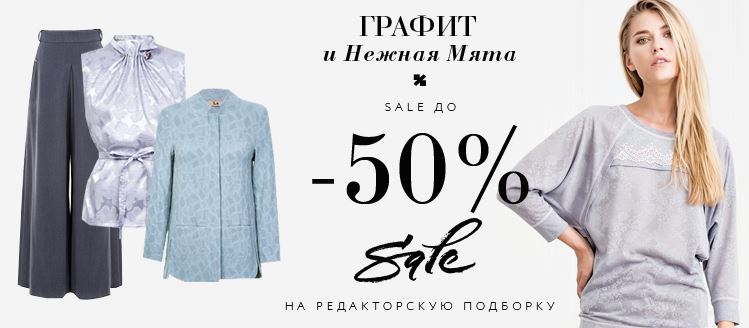 ГРАФИТ
и Нежная Мята
SALE ДО
-50%
Sale
НА РЕДАКТОРСКУЮ ПОДБОРКУ